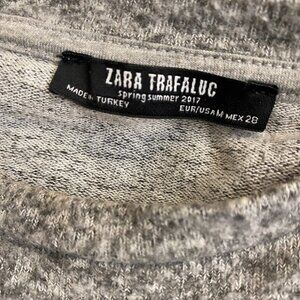 ZARA TRAFALUC
spring summer 2017
MADE IN TURKEY
EUR/USA M MEX 28